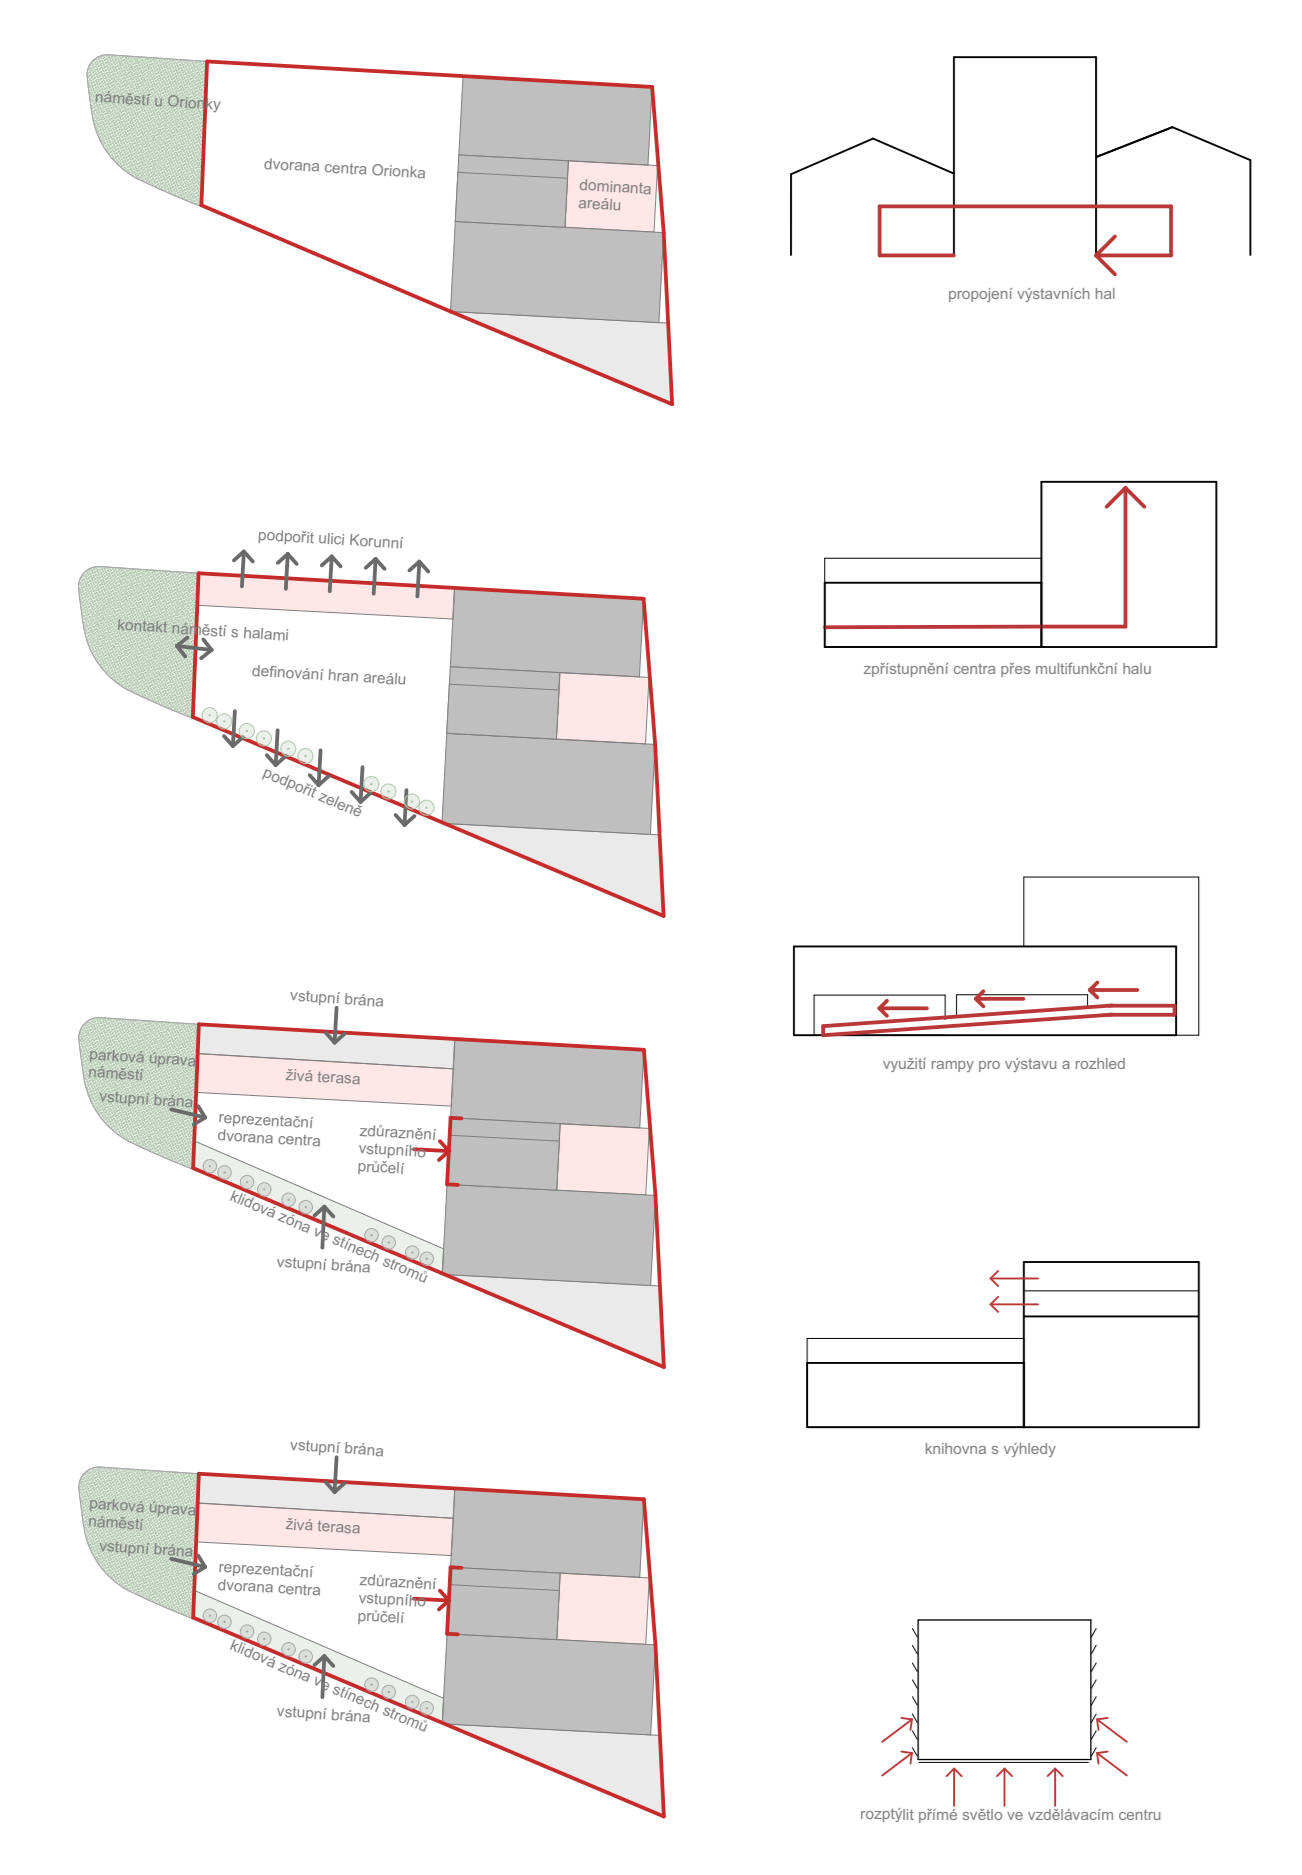 náměstí u Orionky
dvorana centra Orionka
dominanta
areálu
podpořit ulici Korunní
kontakt náměstí s halami
definování hran areálu
podpořit zeleně
vstupní brána
parková úprava
náměstí
vstupní brána
živá terasa
reprezentační
dvorana centra
zdůraznění
vstupního
průčelí
klidová zóna ve stínech stromů
vstupní brána
vstupní brána
parková úprava
náměstí
vstupní brána
živá terasa
reprezentační
dvorana centra
zdůraznění
vstupního
průčelí
klidová zóna ve stínech stromů
vstupní brána
propojení výstavních hal
zpřístupnění centra přes multifunkční halu
využití rampy pro výstavu a rozhled
knihovna s výhledy
rozptýlit přímé světlo ve vzdělávacím centru